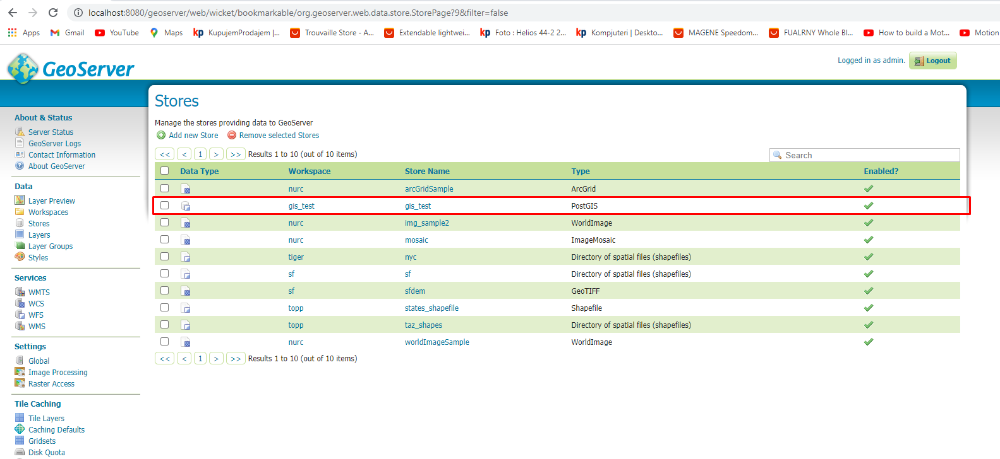 localhost:8080/geoserver/web/wicket/bookmarkable/org.geoserver.web.data.store.StorePage?9&filter=false
Apps Gmail YouTube Maps kp KupujemProdajem |... Trouvaille Store - A... Extendable lightwei... kp Foto : Helios 44-2 2... kp Kompjuteri | Deskto... MAGENE Speedom... FUALRNY Whole Bl... How to build a Mot... Motion
GeoServer
Logged in as admin. Logout
Stores
Manage the stores providing data to GeoServer
Add new Store Remove selected Stores
<< < 1 > >> Results 1 to 10 (out of 10 items) Search
Data Type Workspace Store Name Type Enabled?
nurc arcGridSample ArcGrid
gis_test gis_test PostGIS
nurc img_sample2 WorldImage
nurc mosaic ImageMosaic
tiger nyc Directory of spatial files (shapefiles)
sf sf Directory of spatial files (shapefiles)
sf sfdem GeoTIFF
topp states_shapefile Shapefile
topp taz_shapes Directory of spatial files (shapefiles)
nurc worldImageSample WorldImage
<< < 1 > >> Results 1 to 10 (out of 10 items)
About & Status
Server Status
GeoServer Logs
Contact Information
About GeoServer
Data
Layer Preview
Workspaces
Stores
Layers
Layer Groups
Styles
Services
WMTS
WCS
WFS
WMS
Settings
Global
Image Processing
Raster Access
Tile Caching
Tile Layers
Caching Defaults
Gridsets
Disk Quota